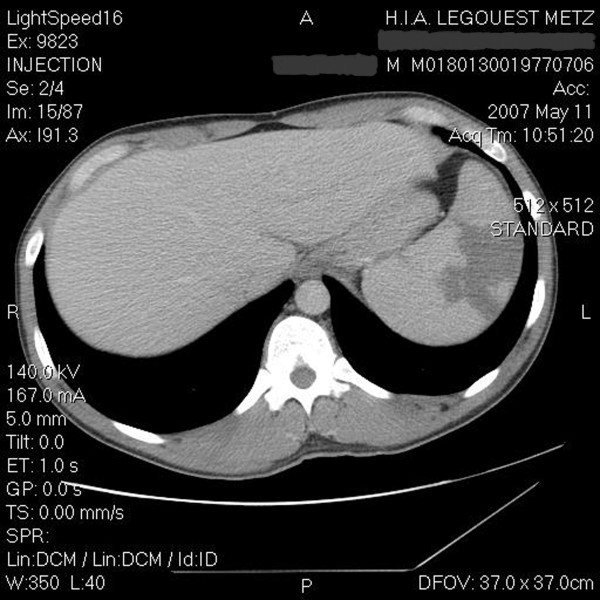 LightSpeed16
Ex: 9823
INJECTION
Se: 2/4
Im: 15/87
Ax: I91.3
A
H.I.A. LEGOUEST METZ
M M0180130019770706
Acc:
2007 May 11
Acq Tm: 10:51:20
512 x 512
STANDARD
R
L
140.0 kV
167.0 mA
5.0 mm
Tilt: 0.0
ET: 1.0 s
GP: 0.0 s
TS: 0.00 mm/s
SPR:
Lin:DCM / Lin:DCM / Id:ID
W:350 L:40
P
DFOV: 37.0 x 37.0cm